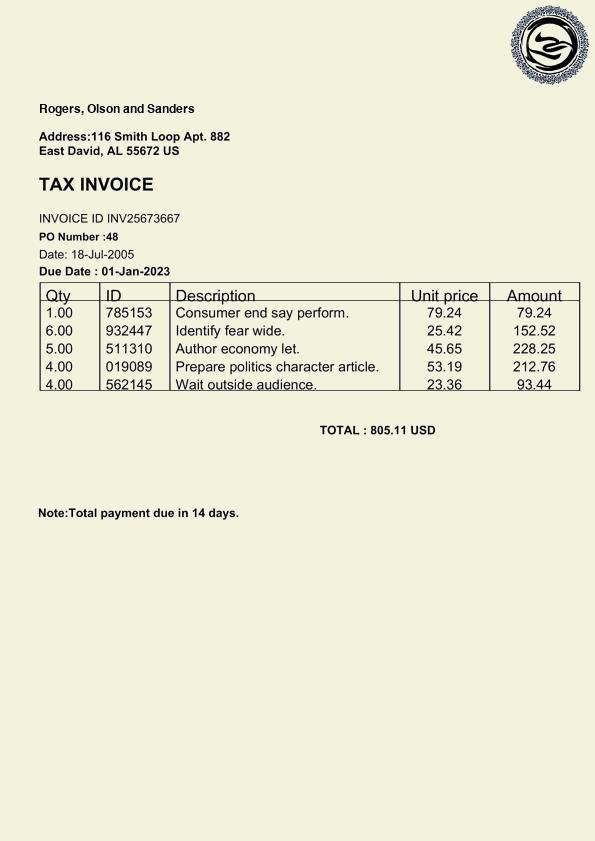 Rogers, Olson and Sanders
Address:116 Smith Loop Apt. 882
East David, AL 55672 US
TAX INVOICE
INVOICE ID INV25673667
PO Number :48
Date: 18-Jul-2005
Due Date : 01-Jan-2023
Qty ID Description Unit price Amount
1.00 785153 Consumer end say perform. 79.24 79.24
6.00 932447 Identify fear wide. 25.42 152.52
5.00 511310 Author economy let. 45.65 228.25
4.00 019089 Prepare politics character article. 53.19 212.76
4.00 562145 Wait outside audience. 23.36 93.44
TOTAL : 805.11 USD
Note:Total payment due in 14 days.